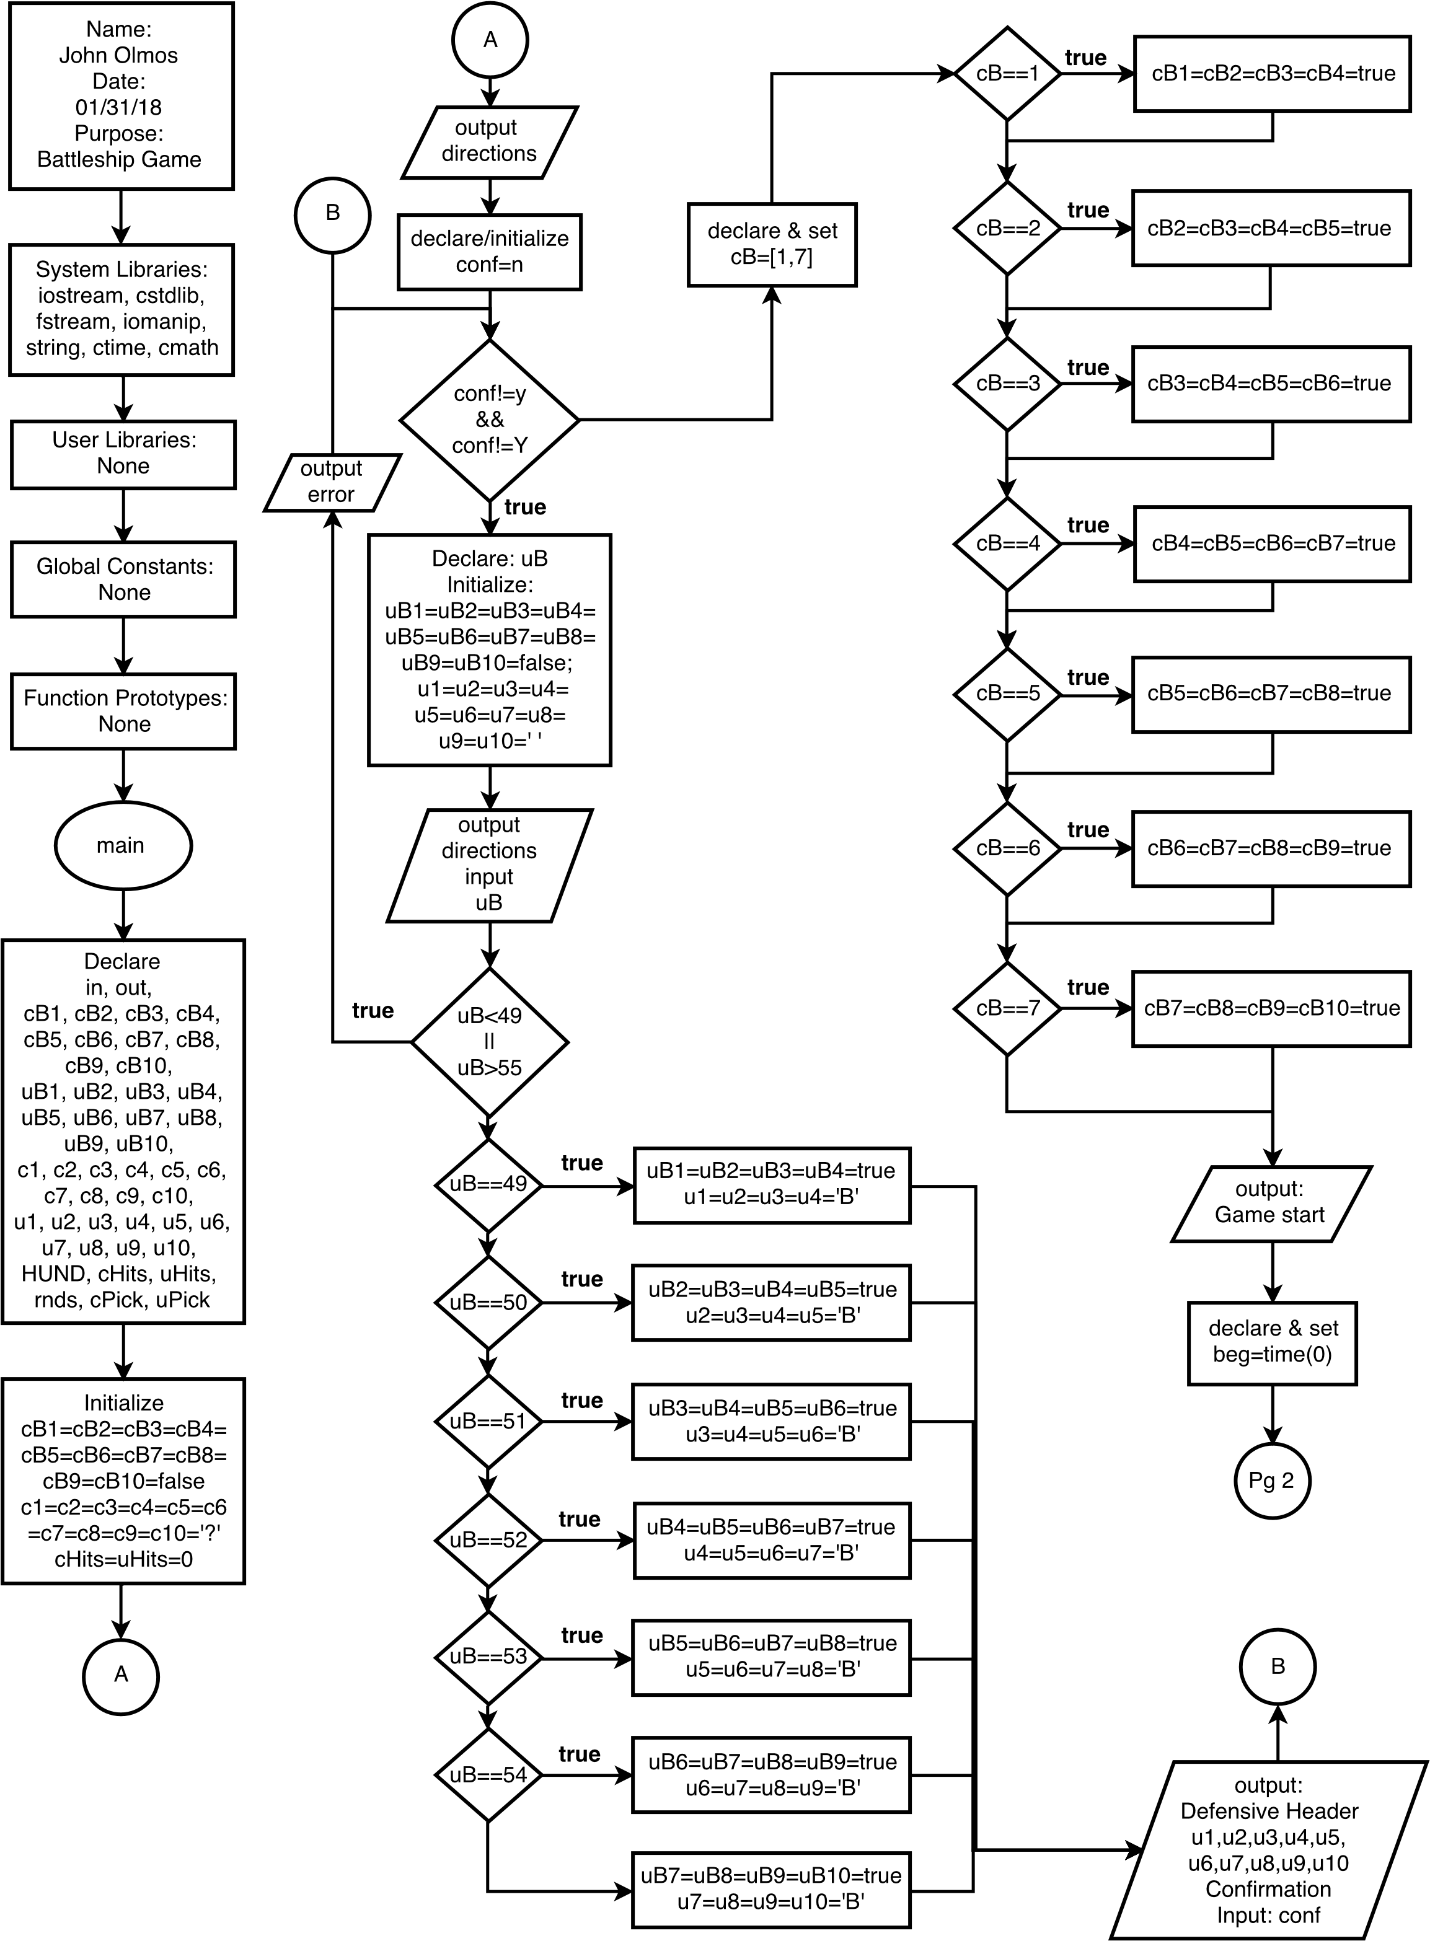 Name:
John Olmos
Date:
01/31/18
Purpose:
Battleship Game
System Libraries:
iostream, cstdlib,
fstream, iomanip,
string, ctime, cmath
User Libraries:
None
Global Constants:
None
Function Prototypes:
None
main
Declare
in, out,
cB1, cB2, cB3, cB4,
cB5, cB6, cB7, cB8,
cB9, cB10,
uB1, uB2, uB3, uB4,
uB5, uB6, uB7, uB8,
uB9, uB10,
c1, c2, c3, c4, c5, c6,
c7, c8, c9, c10,
u1, u2, u3, u4, u5, u6,
u7, u8, u9, u10,
HUND, cHits, uHits,
rnds, cPick, uPick
Initialize
cB1=cB2=cB3=cB4=
cB5=cB6=cB7=cB8=
cB9=cB10=false
c1=c2=c3=c4=c5=c6
=c7=c8=c9=c10='?'
cHits=uHits=0
A
A
output
directions
B
declare/initialize
conf=n
conf!=y
&&
conf!=Y
output
error
true
Declare: uB
Initialize:
uB1=uB2=uB3=uB4=
uB5=uB6=uB7=uB8=
uB9=uB10=false;
u1=u2=u3=u4=
u5=u6=u7=u8=
u9=u10=' '
output
directions
input
uB
true
uB<49
||
uB>55
uB==49
true
uB1=uB2=uB3=uB4=true
u1=u2=u3=u4='B'
uB==50
true
uB2=uB3=uB4=uB5=true
u2=u3=u4=u5='B'
uB==51
true
uB3=uB4=uB5=uB6=true
u3=u4=u5=u6='B'
uB==52
true
uB4=uB5=uB6=uB7=true
u4=u5=u6=u7='B'
uB==53
true
uB5=uB6=uB7=uB8=true
u5=u6=u7=u8='B'
uB==54
true
uB6=uB7=uB8=uB9=true
u6=u7=u8=u9='B'
uB7=uB8=uB9=uB10=true
u7=u8=u9=u10='B'
declare & set
cB=[1,7]
cB==1
true
cB1=cB2=cB3=cB4=true
cB==2
true
cB2=cB3=cB4=cB5=true
cB==3
true
cB3=cB4=cB5=cB6=true
cB==4
true
cB4=cB5=cB6=cB7=true
cB==5
true
cB5=cB6=cB7=cB8=true
cB==6
true
cB6=cB7=cB8=cB9=true
cB==7
true
cB7=cB8=cB9=cB10=true
output:
Game start
declare & set
beg=time(0)
Pg 2
B
output:
Defensive Header
u1,u2,u3,u4,u5,
u6,u7,u8,u9,u10
Confirmation
Input: conf